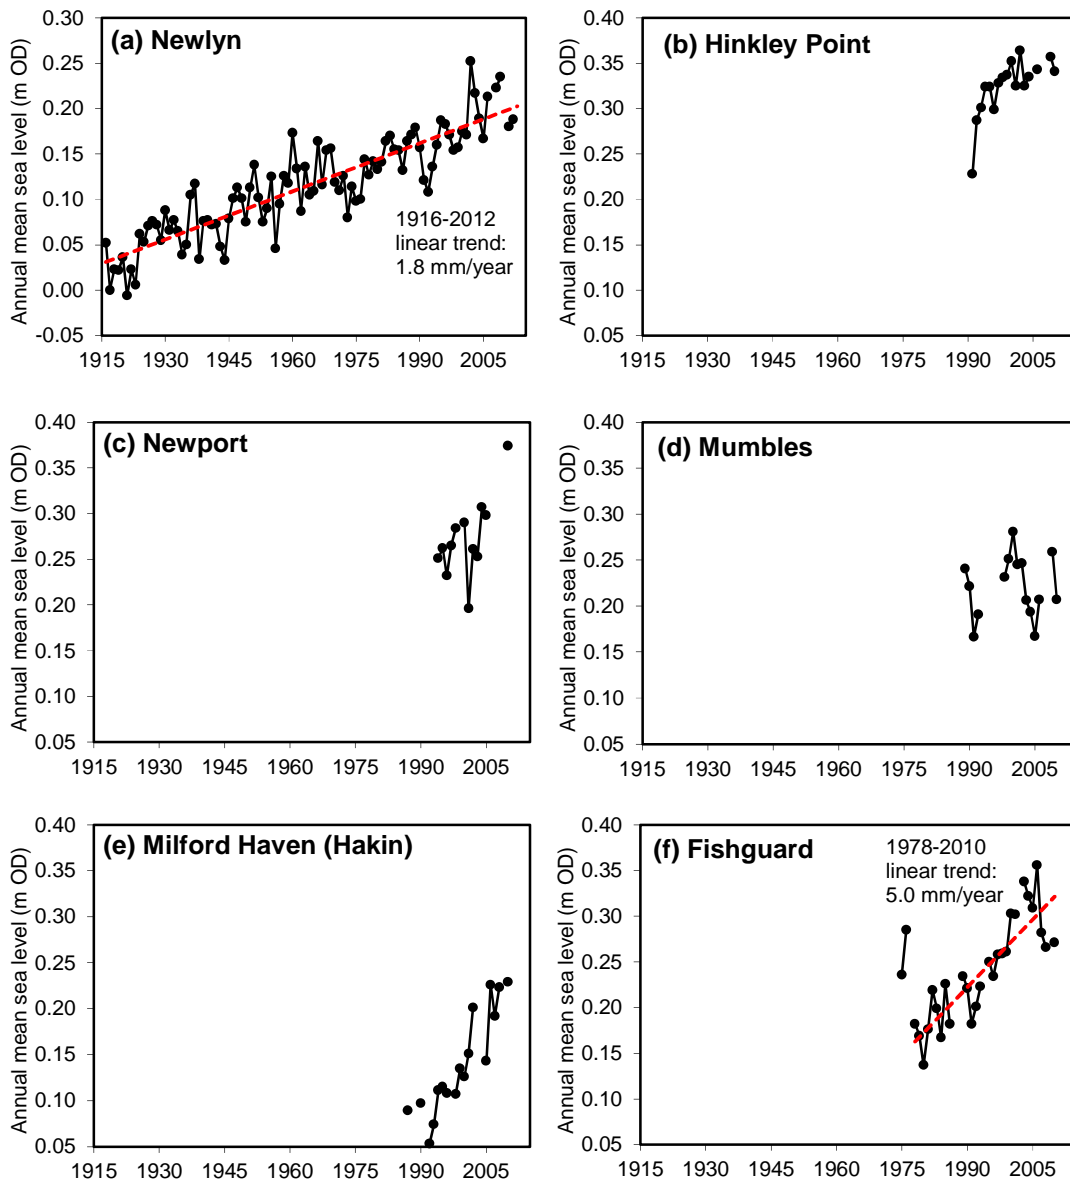 (a) Newlyn
Annual mean sea level (m OD)
0.30
0.25
0.20
0.15
0.10
0.05
0.00
-0.05
1916-2012
linear trend:
1.8 mm/year
1915 1930 1945 1960 1975 1990 2005
(b) Hinkley Point
Annual mean sea level (m OD)
0.40
0.35
0.30
0.25
0.20
0.15
0.10
0.05
1915 1930 1945 1960 1975 1990 2005
(c) Newport
Annual mean sea level (m OD)
0.40
0.35
0.30
0.25
0.20
0.15
0.10
0.05
1915 1930 1945 1960 1975 1990 2005
(d) Mumbles
Annual mean sea level (m OD)
0.40
0.35
0.30
0.25
0.20
0.15
0.10
0.05
1915 1930 1945 1960 1975 1990 2005
(e) Milford Haven (Hakin)
Annual mean sea level (m OD)
0.40
0.35
0.30
0.25
0.20
0.15
0.10
0.05
1915 1930 1945 1960 1975 1990 2005
(f) Fishguard
Annual mean sea level (m OD)
0.40
0.35
0.30
0.25
0.20
0.15
0.10
0.05
1978-2010
linear trend:
5.0 mm/year
1915 1930 1945 1960 1975 1990 2005